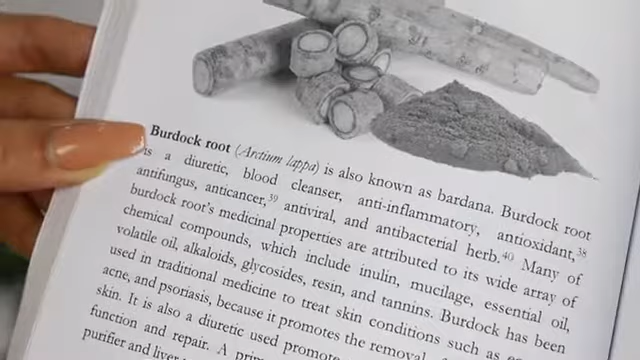 Burdock root (Arctium lappa) is also known as bardana. Burdock root
is a diuretic, blood cleanser, anti-inflammatory, antioxidant,38
antifungus, anticancer,39 antiviral, and antibacterial herb.40 Many of
burdock root's medicinal properties are attributed to its wide array of
chemical compounds, which include inulin, mucilage, essential oil,
volatile oil, alkaloids, glycosides, resin, and tannins. Burdock has been
used in traditional medicine to treat skin conditions such as
acne, and psoriasis, because it promotes the removal
skin. It is also a diuretic used promote
function and repair. A
purifier and liver